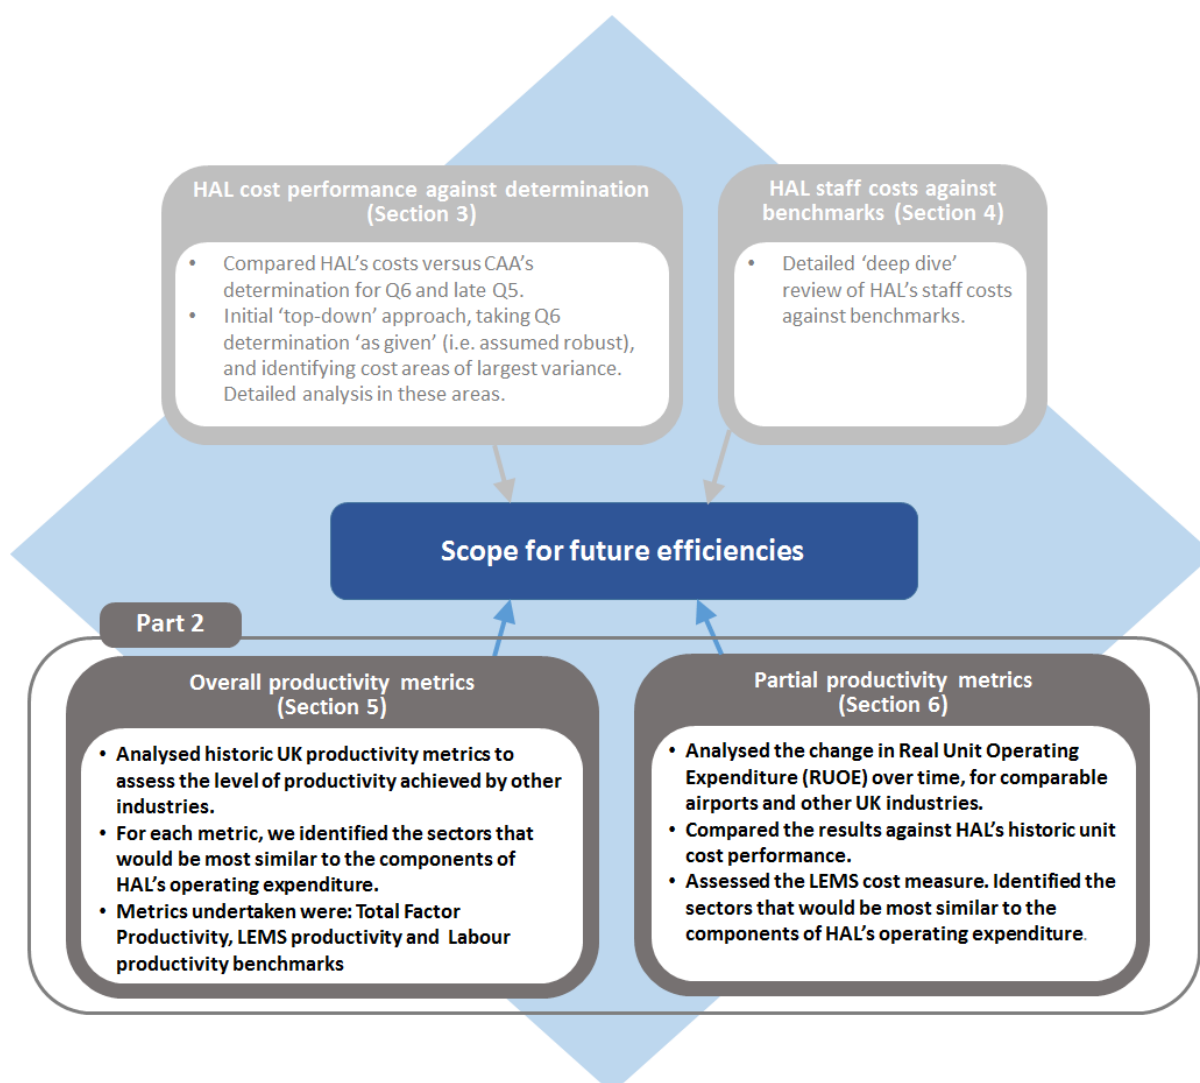 HAL cost performance against determination
(Section 3)
• Compared HAL's costs versus CAA's
determination for Q6 and late Q5.
• Initial 'top-down' approach, taking Q6
determination 'as given' (i.e. assumed robust),
and identifying cost areas of largest variance.
Detailed analysis in these areas.
HAL staff costs against
benchmarks (Section 4)
• Detailed 'deep dive'
review of HAL's staff costs
against benchmarks.
Scope for future efficiencies
Part 2
Overall productivity metrics
(Section 5)
• Analysed historic UK productivity metrics to
assess the level of productivity achieved by other
industries.
• For each metric, we identified the sectors that
would be most similar to the components of
HAL's operating expenditure.
• Metrics undertaken were: Total Factor
Productivity, LEMS productivity and Labour
productivity benchmarks
Partial productivity metrics
(Section 6)
• Analysed the change in Real Unit Operating
Expenditure (RUOE) over time, for comparable
airports and other UK industries.
• Compared the results against HAL's historic unit
cost performance.
• Assessed the LEMS cost measure. Identified the
sectors that would be most similar to the
components of HAL's operating expenditure.